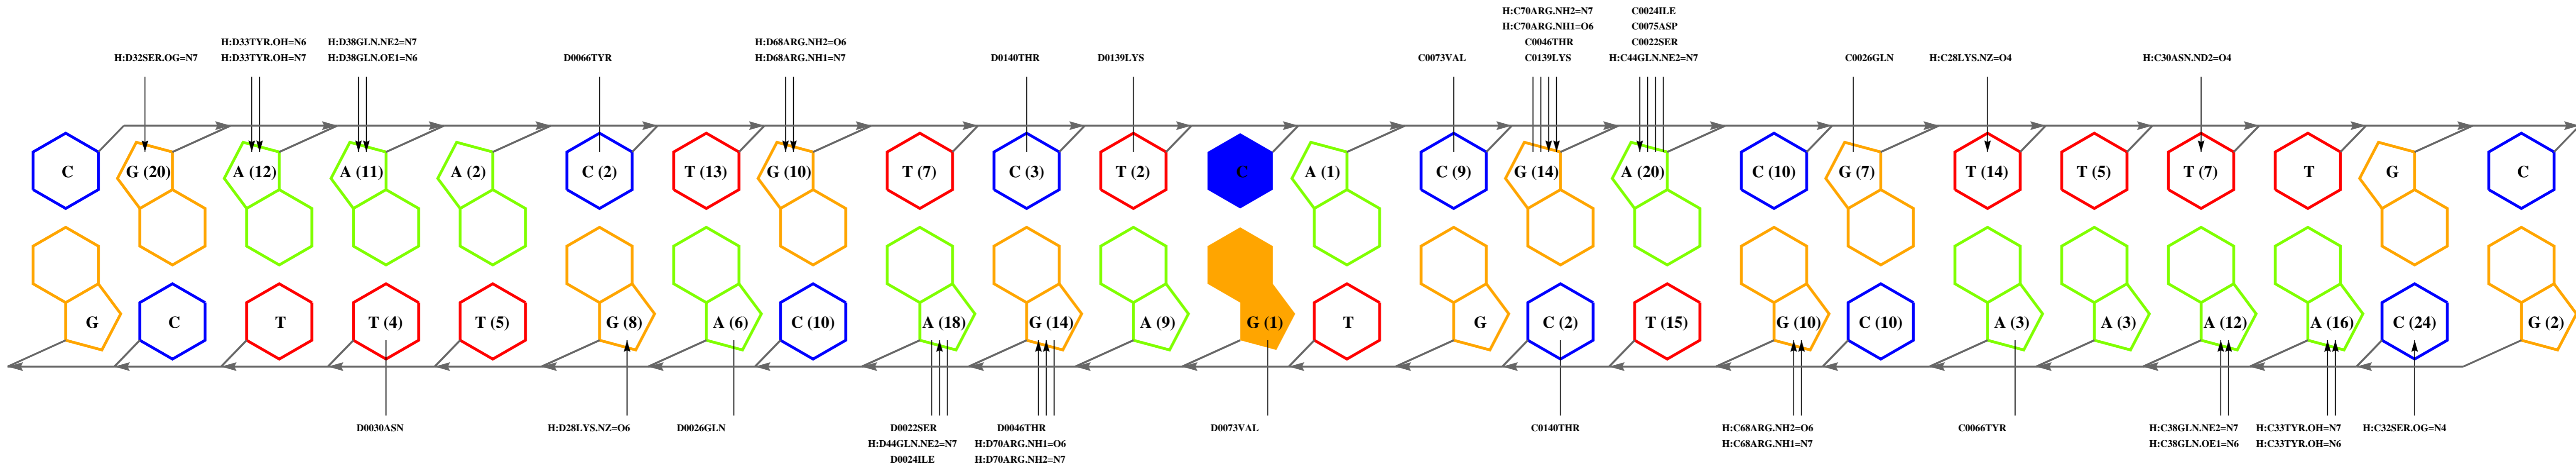 H:C70ARG.NH2=N7 C0024ILE
H:C70ARG.NH1=O6 C0075ASP
H:D33TYR.OH=N6 H:D38GLN.NE2=N7 H:D68ARG.NH2=O6 C0046THR C0022SER
H:D32SER.OG=N7 H:D33TYR.OH=N7 H:D38GLN.OE1=N6 D0066TYR H:D68ARG.NH1=N7 D0140THR D0139LYS C0073VAL C0139LYS H:C44GLN.NE2=N7 C0026GLN H:C28LYS.NZ=O4 H:C30ASN.ND2=O4
C G (20) A (12) A (11) A (2) C (2) T (13) G (10) T (7) C (3) T (2) C A (1) C (9) G (14) A (20) C (10) G (7) T (14) T (5) T (7) T G C
G C T T (4) T (5) G (8) A (6) C (10) A (18) G (14) A (9) G (1) T G C (2) T (15) G (10) C (10) A (3) A (3) A (12) A (16) C (24) G (2)
D0030ASN H:D28LYS.NZ=O6 D0026GLN D0022SER D0046THR D0073VAL C0140THR H:C68ARG.NH2=O6 C0066TYR H:C38GLN.NE2=N7 H:C33TYR.OH=N7 H:C32SER.OG=N4
H:D44GLN.NE2=N7 H:D70ARG.NH1=O6 H:C68ARG.NH1=N7 H:C38GLN.OE1=N6 H:C33TYR.OH=N6
D0024ILE H:D70ARG.NH2=N7